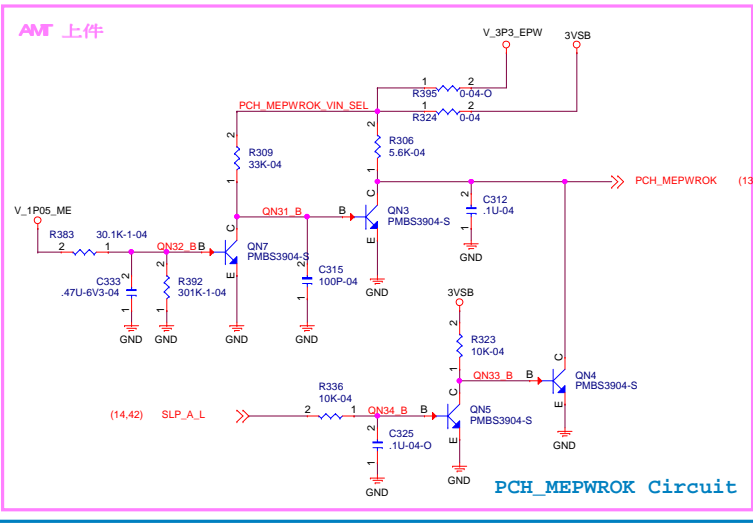 AMT 上件
V_3P3_EPW
3VSB
1 2
R395 0-04-O
PCH_MEPWROK_VIN_SEL
1 2
R324 0-04
2
R309
33K-04
1
2
R306
5.6K-04
1
PCH_MEPWROK (13
V_1P05_ME
R383 30.1K-1-04
2 1
QN32_B B
C
QN7
PMBS3904-S
E
QN31_B B
C
QN3
PMBS3904-S
E
2
C312
.1U-04
1
GND
2
C333
.47U-6V3-04
1
GND
2
R392
301K-1-04
1
GND
GND
2
C315
100P-04
1
GND
GND
3VSB
2
R323
10K-04
1
QN33_B B
C
QN4
PMBS3904-S
E
GND
(14,42) SLP_A_L
R336
10K-04
2 1
QN34_B B
C
QN5
PMBS3904-S
E
GND
2
C325
.1U-04-O
1
GND
PCH_MEPWROK Circuit